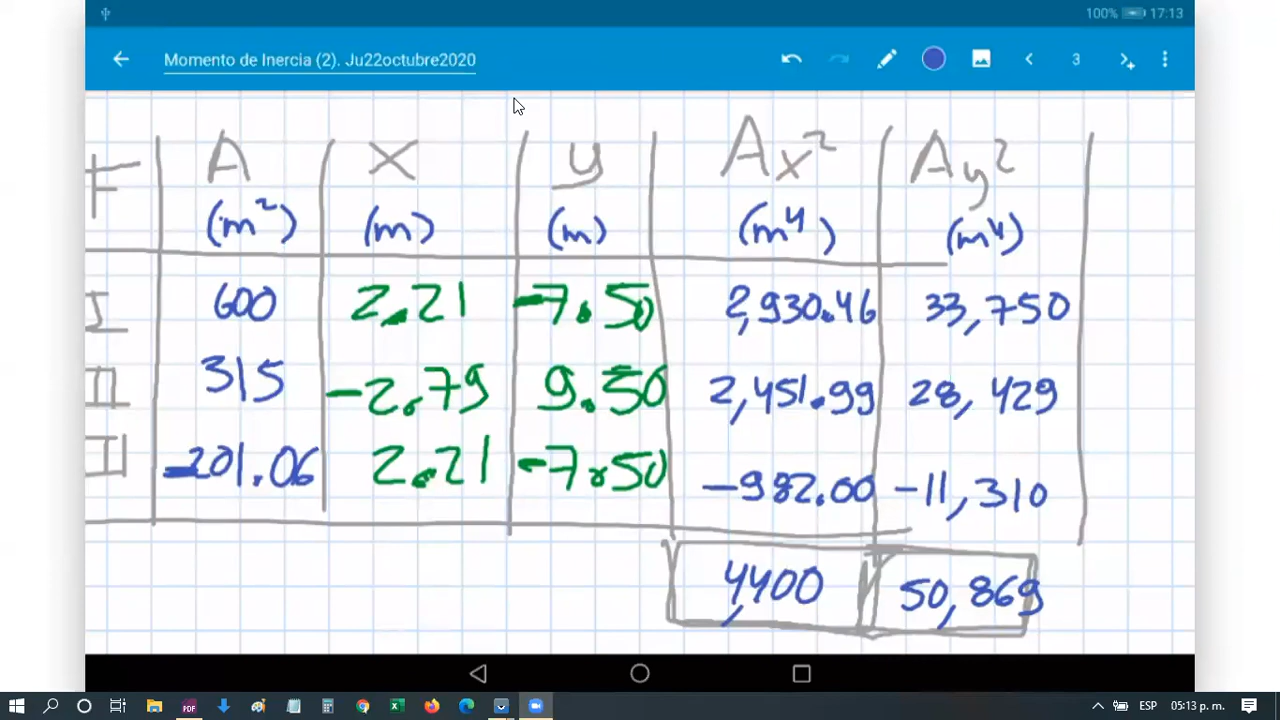 100% 17:13
Momento de Inercia (2). Ju22octubre2020 3
F A x y Ax² Ay²
(m²) (m) (m) (m⁴) (m⁴)
I 600 2.21 -7.50 2,930.46 33,750
II 315 -2.79 9.50 2,451.99 28,429
-201.06 2.21 -7.50 -982.00 -11,310
4,400 50,869
ESP 05:13 p. m.